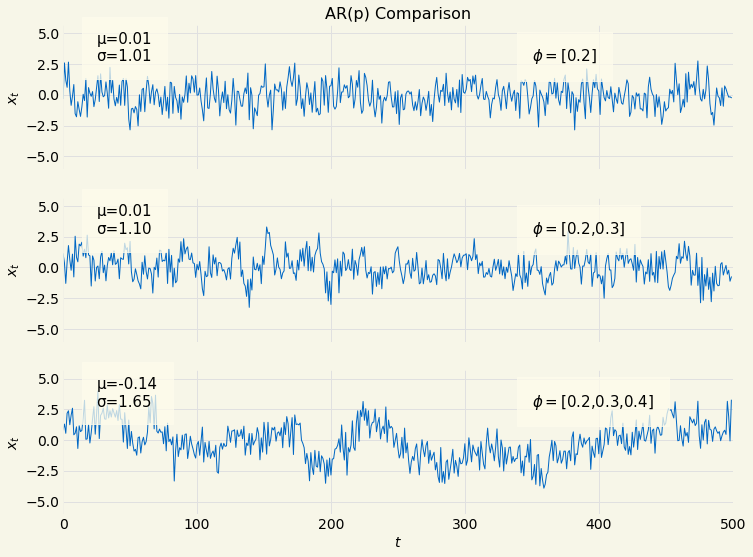 AR(p) Comparison
5.0
2.5
0.0
−2.5
−5.0
x_t
μ=0.01
σ=1.01
ϕ = [0.2]
5.0
2.5
0.0
−2.5
−5.0
x_t
μ=0.01
σ=1.10
ϕ = [0.2,0.3]
5.0
2.5
0.0
−2.5
−5.0
x_t
μ=-0.14
σ=1.65
ϕ = [0.2,0.3,0.4]
0 100 200 300 400 500
t